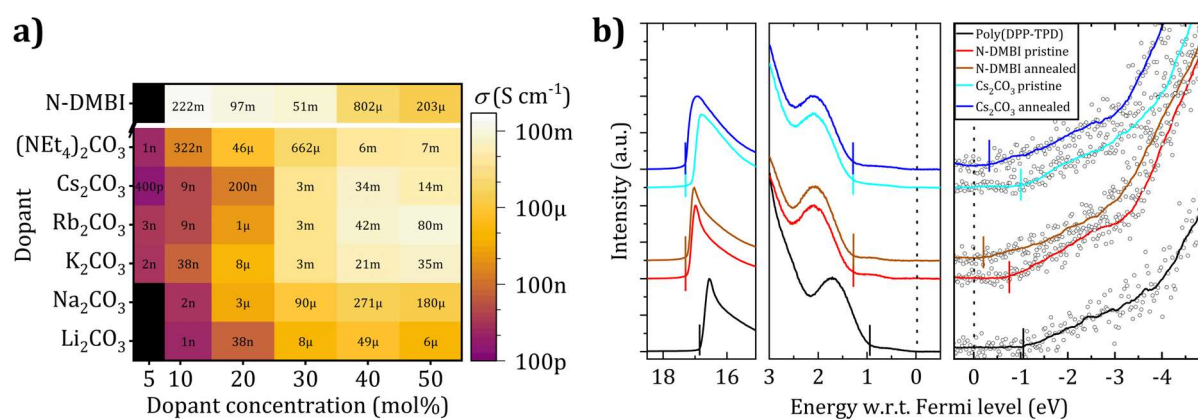 a)
Dopant
N-DMBI 222m 97m 51m 802µ 203µ
(NEt₄)₂CO₃ 1n 322n 46µ 662µ 6m 7m
Cs₂CO₃ 400p 9n 200n 3m 34m 14m
Rb₂CO₃ 3n 9n 1µ 3m 42m 80m
K₂CO₃ 2n 38n 8µ 3m 21m 35m
Na₂CO₃ 2n 3µ 90µ 271µ 180µ
Li₂CO₃ 1n 38n 8µ 49µ 6µ
5 10 20 30 40 50
Dopant concentration (mol%)
σ (S cm⁻¹)
100m
100µ
100n
100p
b)
Intensity (a.u.)
Poly(DPP-TPD)
N-DMBI pristine
N-DMBI annealed
Cs₂CO₃ pristine
Cs₂CO₃ annealed
18 16 3 2 1 0 0 -1 -2 -3 -4
Energy w.r.t. Fermi level (eV)